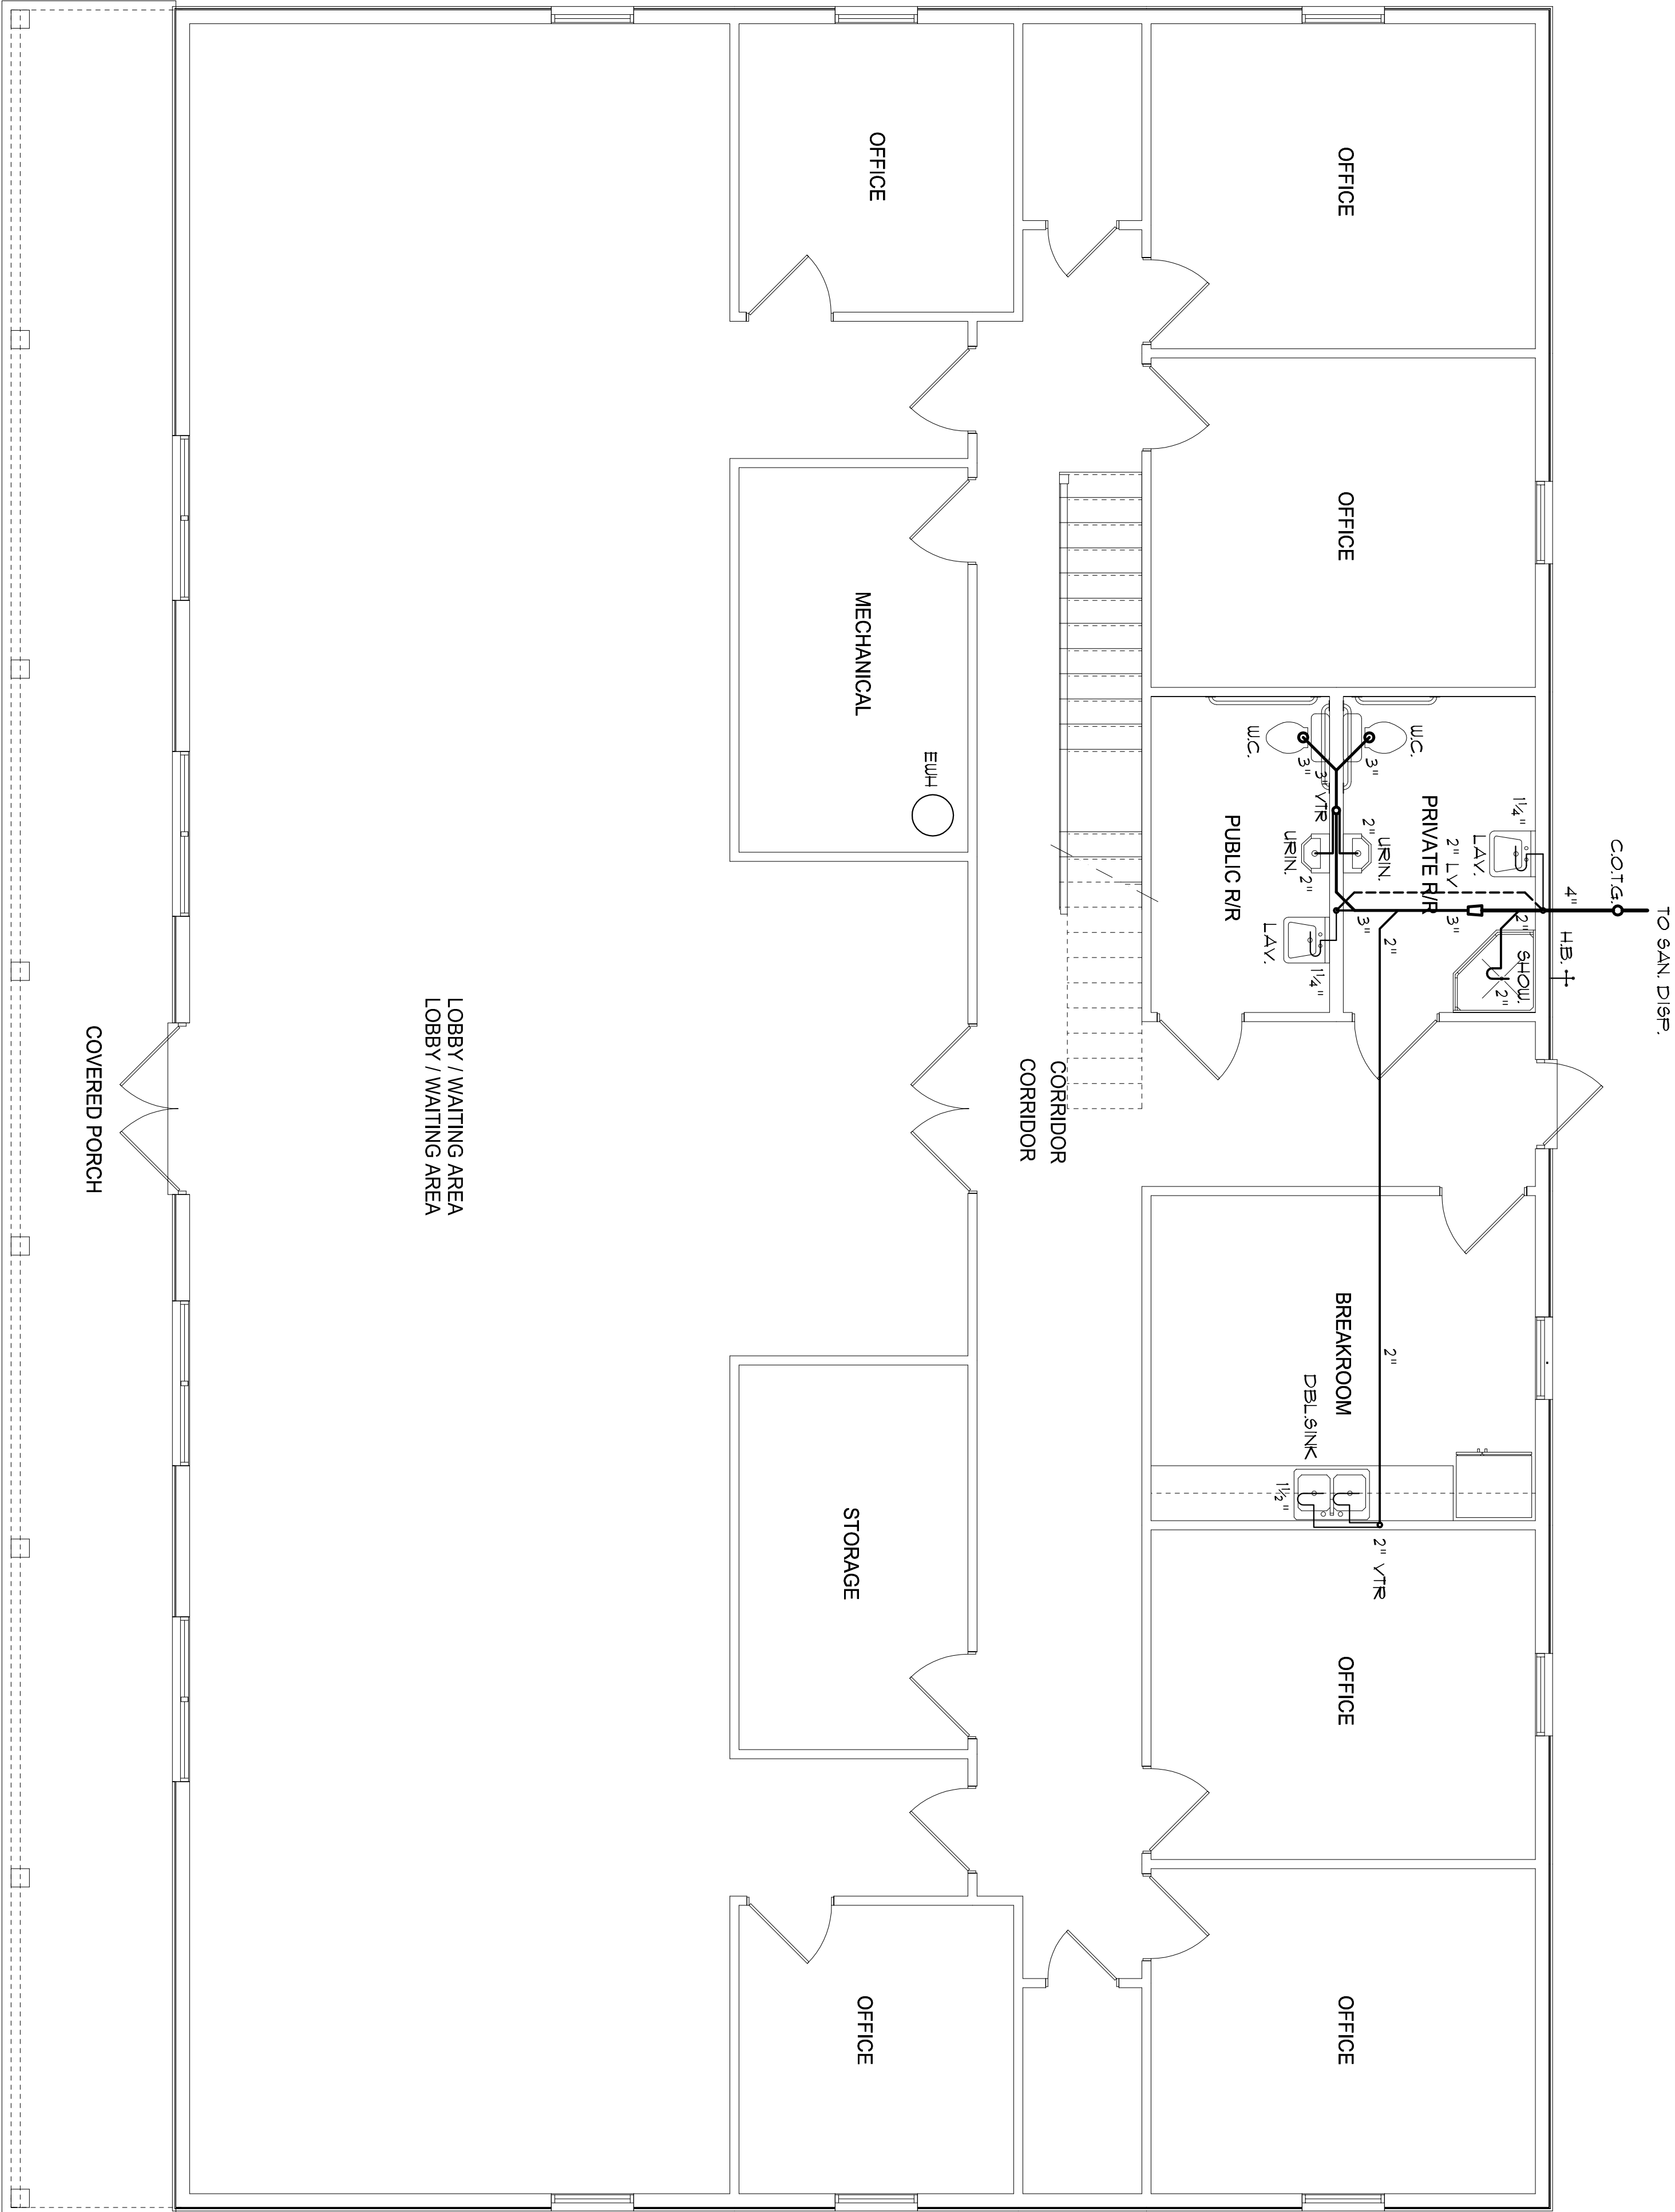 TO SAN. DISP.
C.O.T.G.
4"
H.B.
OFFICE
OFFICE
W.C.
3"
1¼"
LAV.
PRIVATE R/R
2" LV
2"
URIN.
3"
2"
SHOW.
2"
3"
2"
W.C.
3"
3" VTR
URIN.
2"
PUBLIC R/R
LAV.
1¼"
BREAKROOM
2"
DBL.SINK
1½"
2" VTR
OFFICE
OFFICE
CORRIDOR
CORRIDOR
OFFICE
MECHANICAL
EWH
STORAGE
OFFICE
LOBBY / WAITING AREA
LOBBY / WAITING AREA
COVERED PORCH